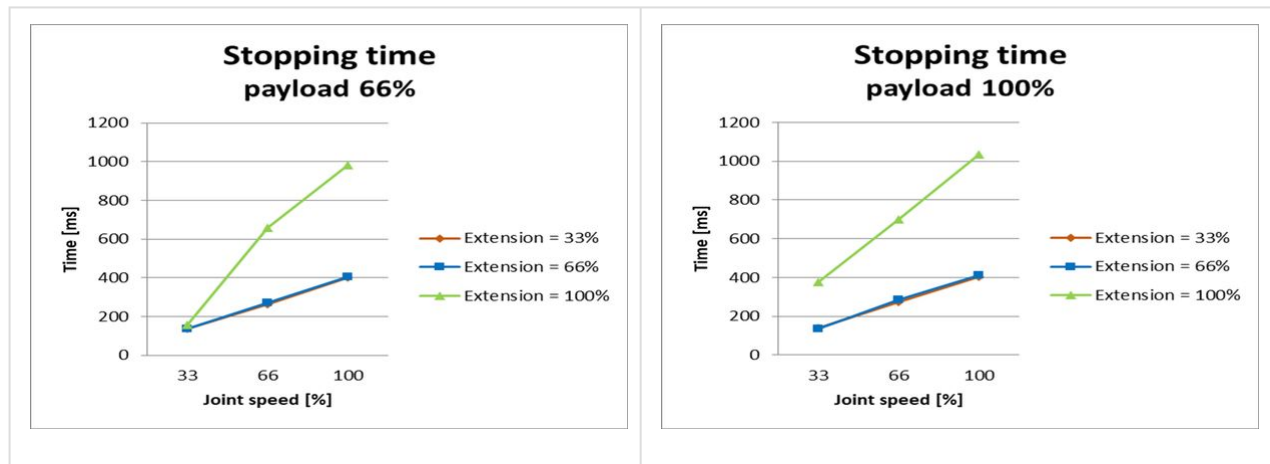 Stopping time
payload 66%
1200
1000
800
600
400
200
0
Time [ms]
33 66 100
Joint speed [%]
Extension = 33%
Extension = 66%
Extension = 100%
Stopping time
payload 100%
1200
1000
800
600
400
200
0
Time [ms]
33 66 100
Joint speed [%]
Extension = 33%
Extension = 66%
Extension = 100%